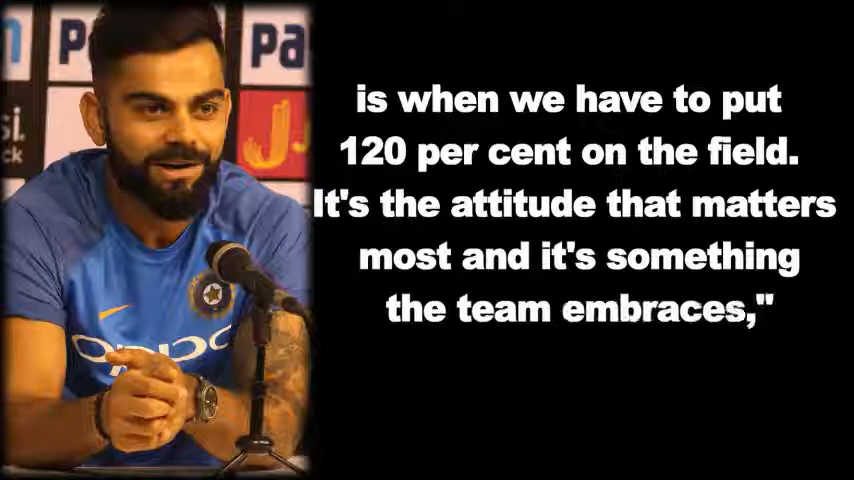 is when we have to put
120 per cent on the field.
It's the attitude that matters
most and it's something
the team embraces,"
oppo